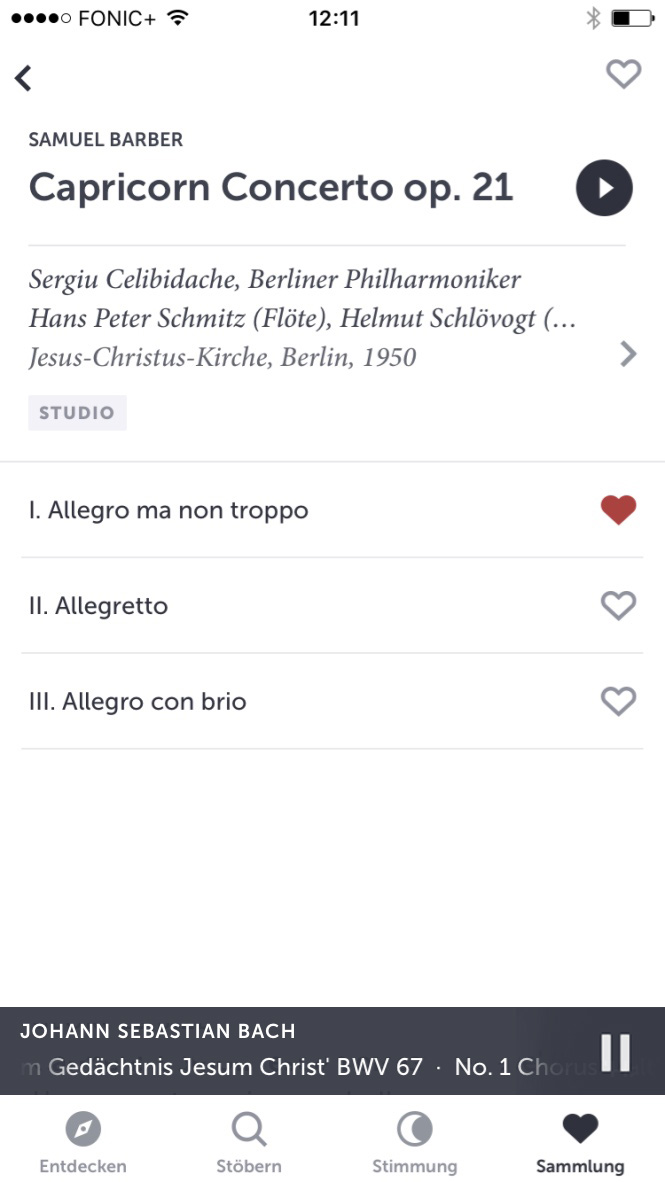 FONIC+ 12:11
SAMUEL BARBER
Capricorn Concerto op. 21
Sergiu Celibidache, Berliner Philharmoniker
Hans Peter Schmitz (Flöte), Helmut Schlövogt (…
Jesus-Christus-Kirche, Berlin, 1950
STUDIO
I. Allegro ma non troppo
II. Allegretto
III. Allegro con brio
JOHANN SEBASTIAN BACH
m Gedächtnis Jesum Christ' BWV 67 · No. 1 Chorus
Entdecken Stöbern Stimmung Sammlung